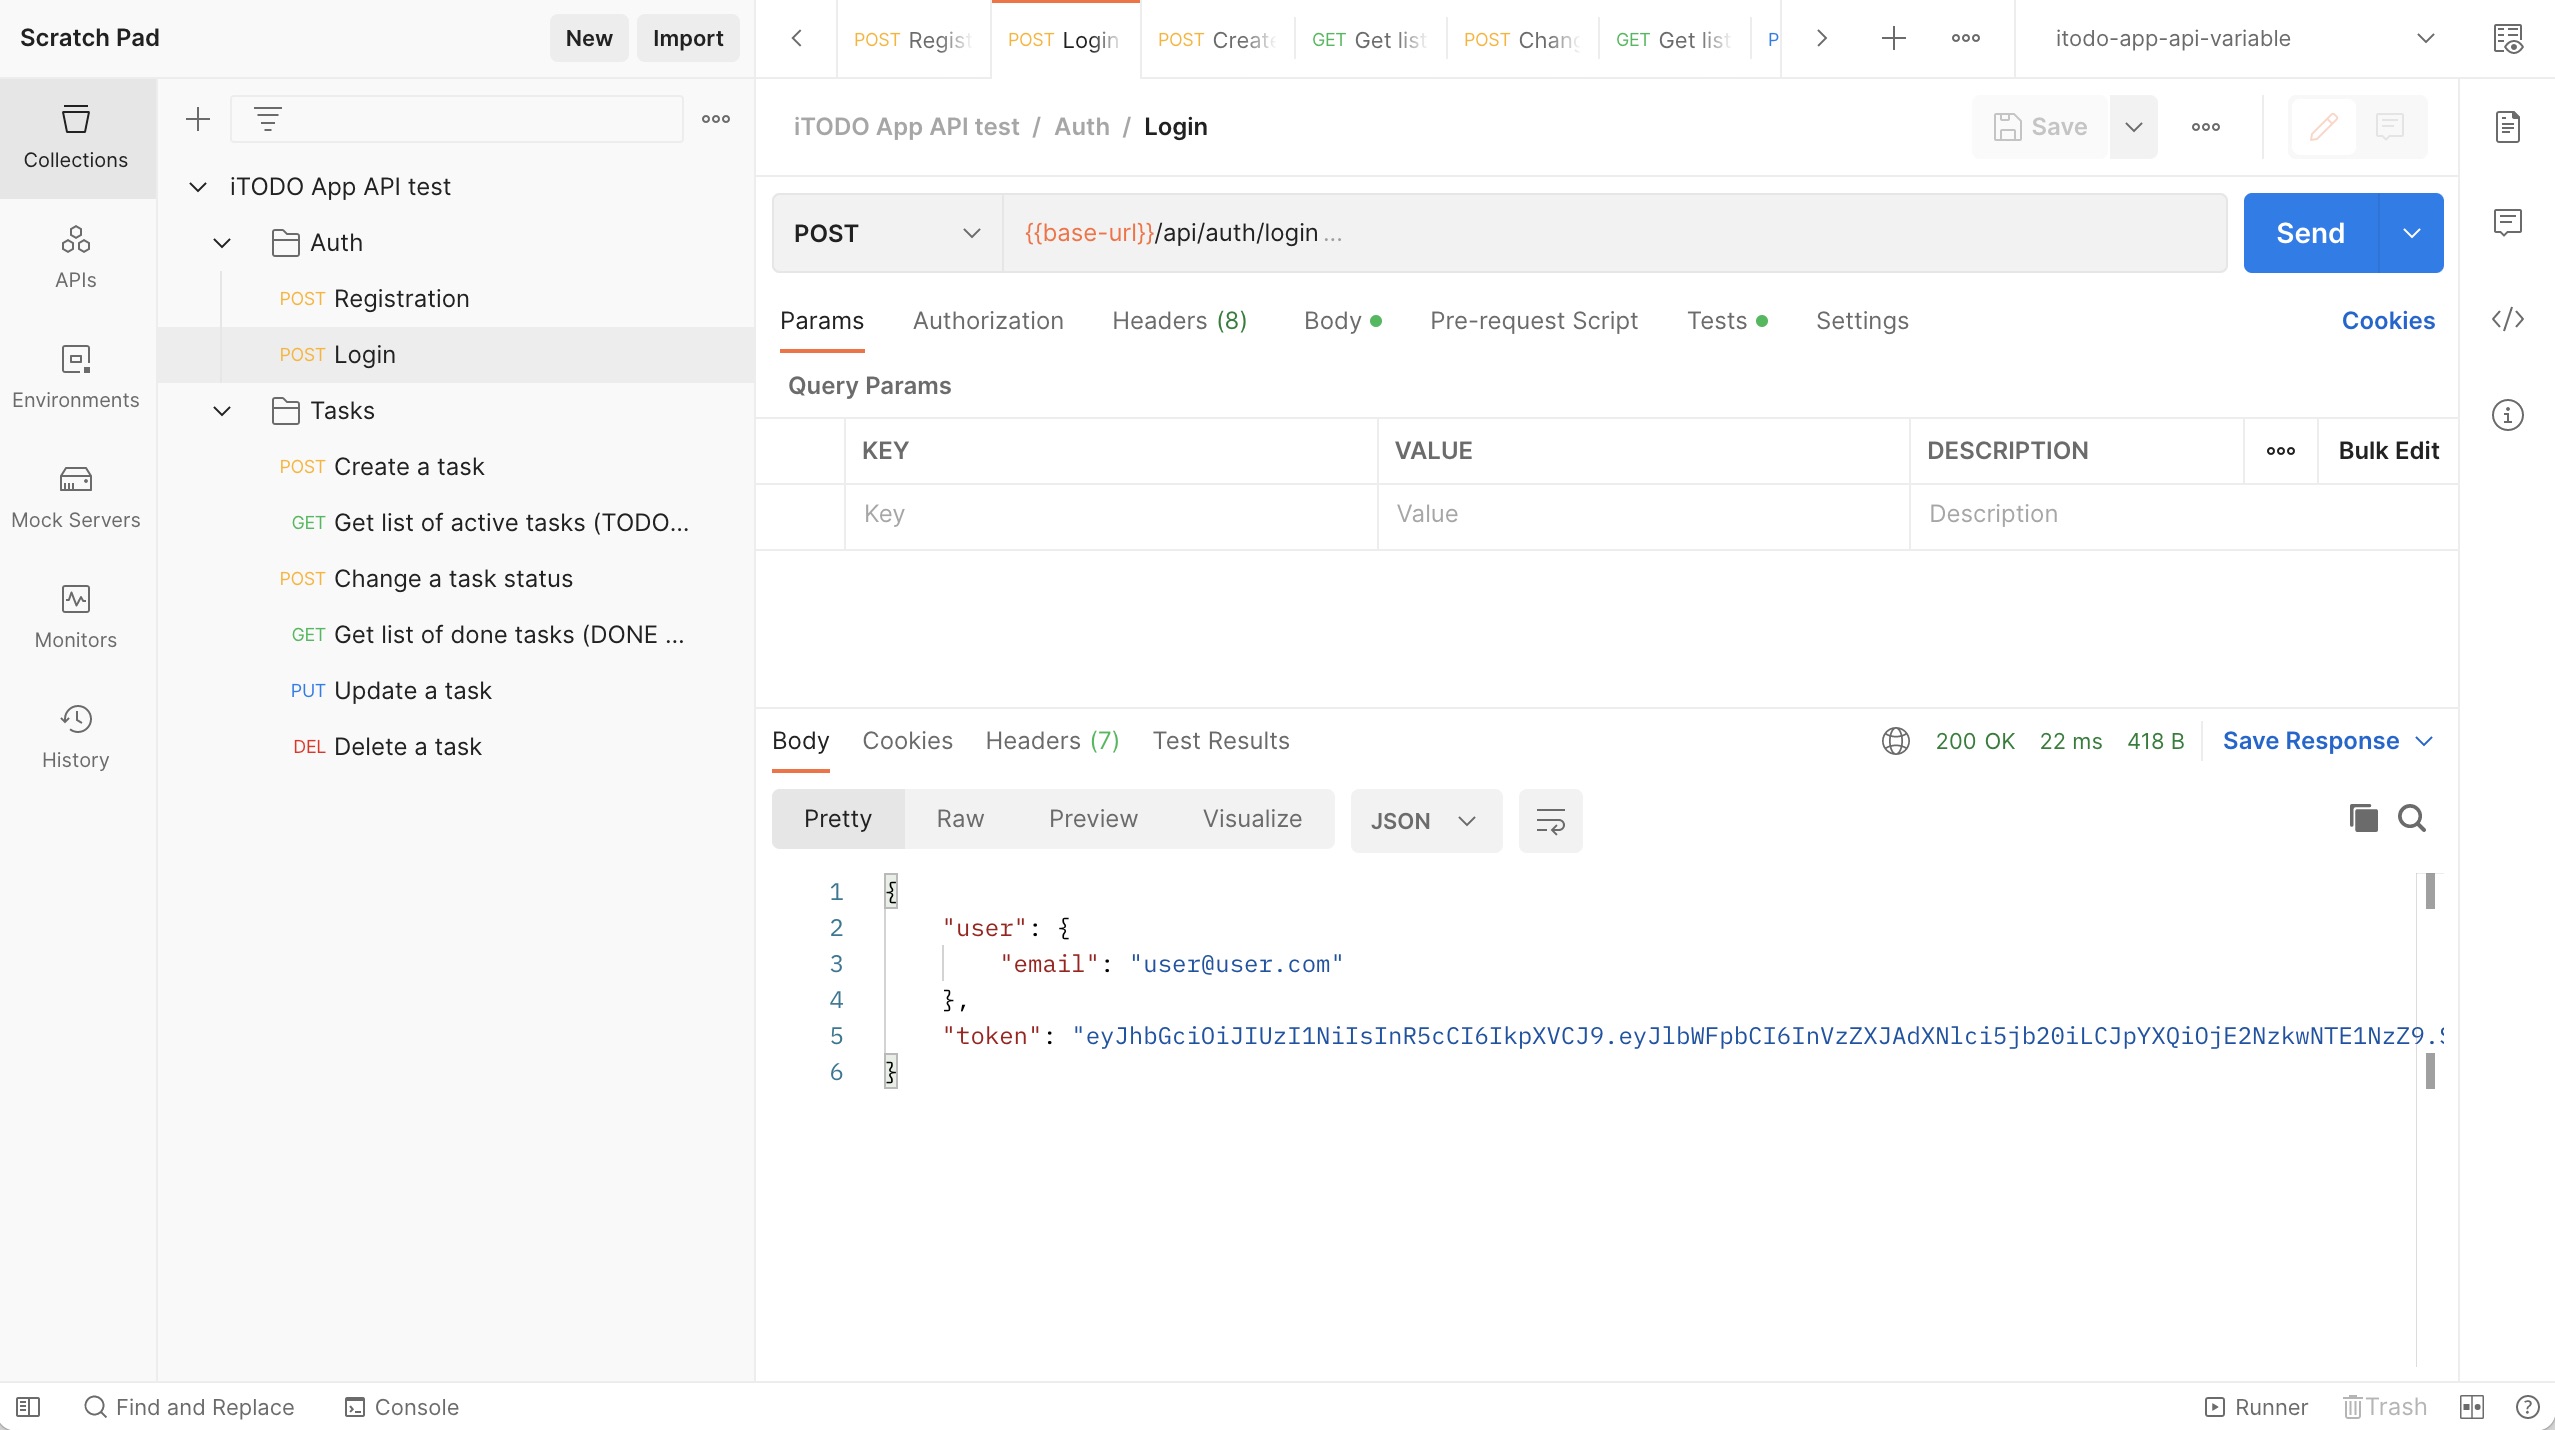 Scratch Pad
New
Import
POST Regist
POST Login
POST Create
GET Get list
POST Chang
GET Get list
P
itodo-app-api-variable
Collections
APIs
Environments
Mock Servers
Monitors
History
iTODO App API test
Auth
POST Registration
POST Login
Tasks
POST Create a task
GET Get list of active tasks (TODO...
POST Change a task status
GET Get list of done tasks (DONE ...
PUT Update a task
DEL Delete a task
iTODO App API test / Auth / Login
Save
POST
{{base-url}}/api/auth/login ...
Send
Params
Authorization
Headers (8)
Body
Pre-request Script
Tests
Settings
Cookies
Query Params
KEY
VALUE
DESCRIPTION
Bulk Edit
Key
Value
Description
Body
Cookies
Headers (7)
Test Results
200 OK
22 ms
418 B
Save Response
Pretty
Raw
Preview
Visualize
JSON
1 {
2 "user": {
3 "email": "user@user.com"
4 },
5 "token": "eyJhbGciOiJIUzI1NiIsInR5cCI6IkpXVCJ9.eyJlbWFpbCI6InVzZXJAdXNlci5jb20iLCJpYXQiOjE2NzkwNTE1NzZ9.
6 }
Find and Replace
Console
Runner
Trash